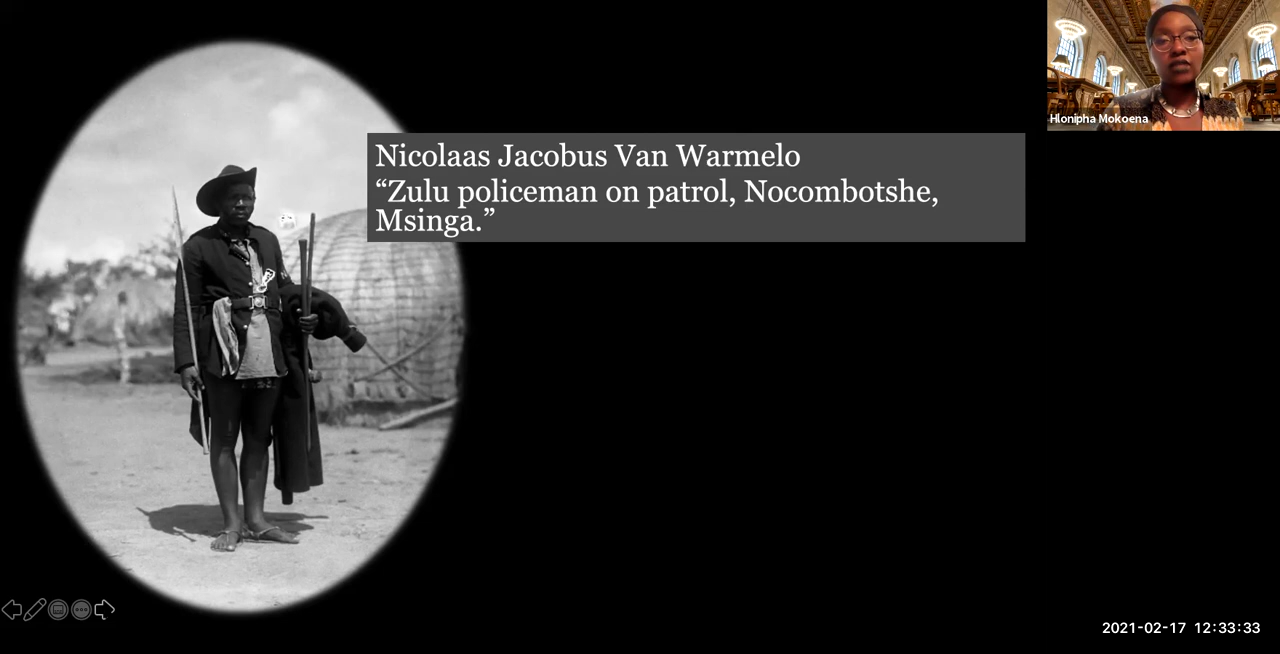 Hlonipha Mokoena
Nicolaas Jacobus Van Warmelo
“Zulu policeman on patrol, Nocombotshe,
Msinga.”
2021-02-17 12:33:33